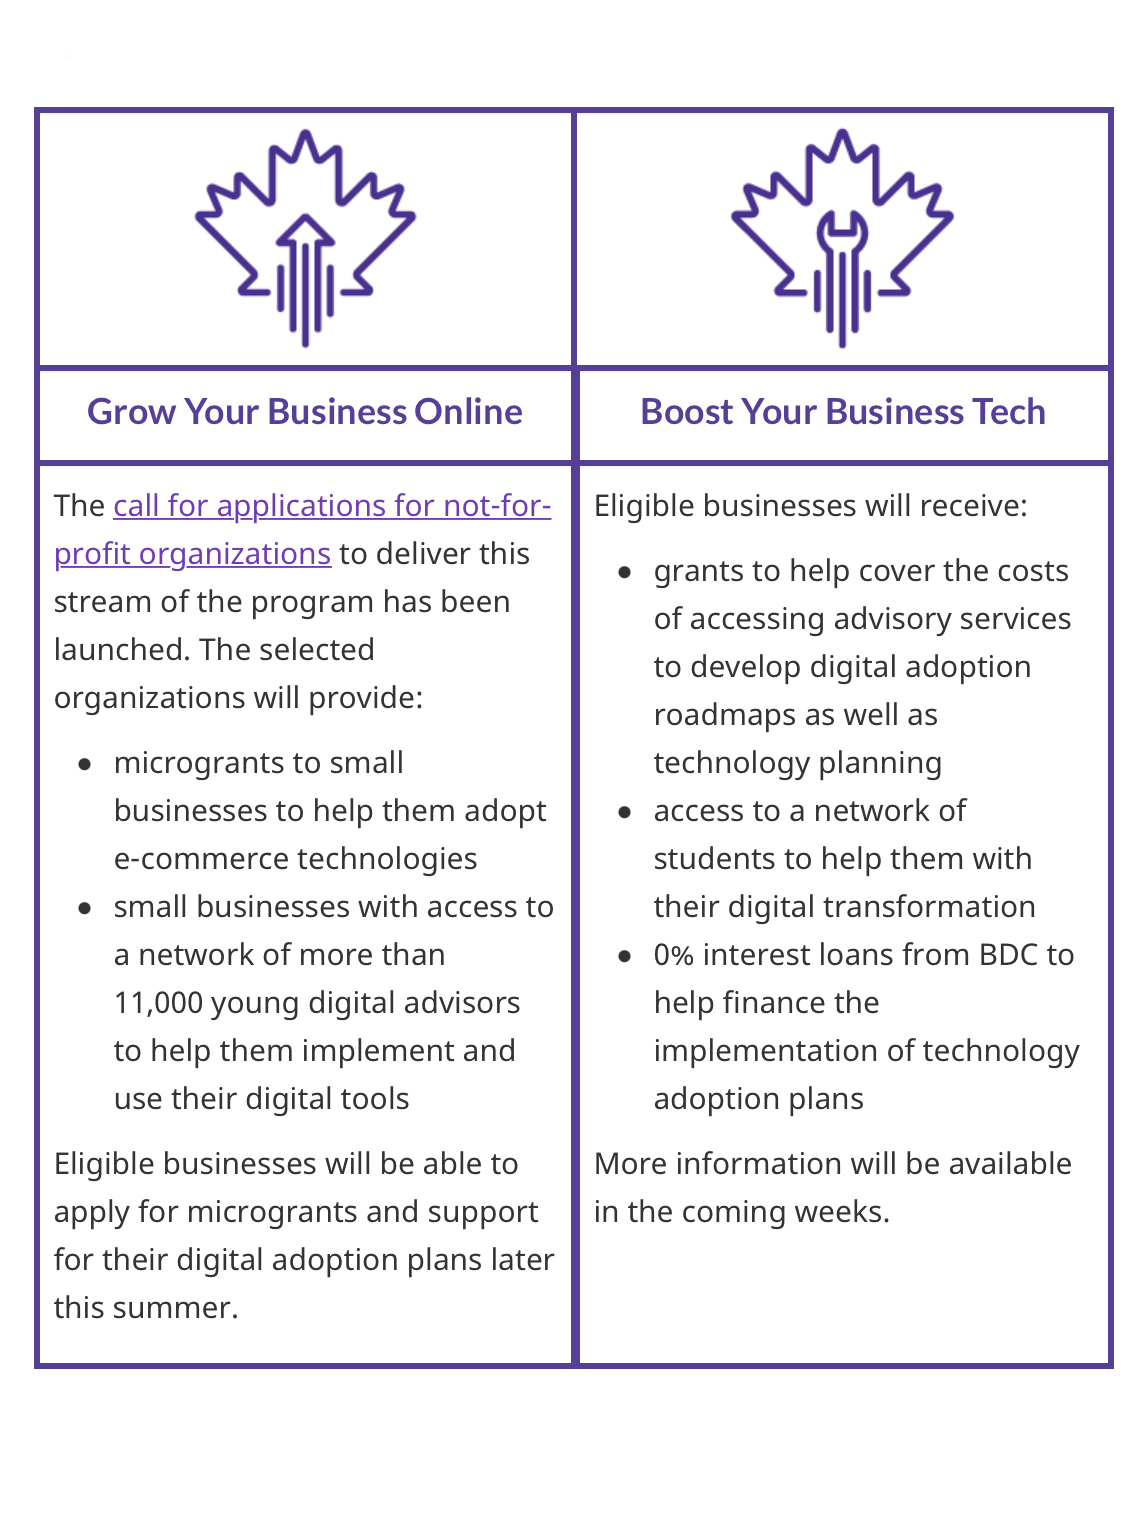 Grow Your Business Online
The call for applications for not-for-
profit organizations to deliver this
stream of the program has been
launched. The selected
organizations will provide:
● microgrants to small
businesses to help them adopt
e-commerce technologies
● small businesses with access to
a network of more than
11,000 young digital advisors
to help them implement and
use their digital tools
Eligible businesses will be able to
apply for microgrants and support
for their digital adoption plans later
this summer.
Boost Your Business Tech
Eligible businesses will receive:
● grants to help cover the costs
of accessing advisory services
to develop digital adoption
roadmaps as well as
technology planning
● access to a network of
students to help them with
their digital transformation
● 0% interest loans from BDC to
help finance the
implementation of technology
adoption plans
More information will be available
in the coming weeks.